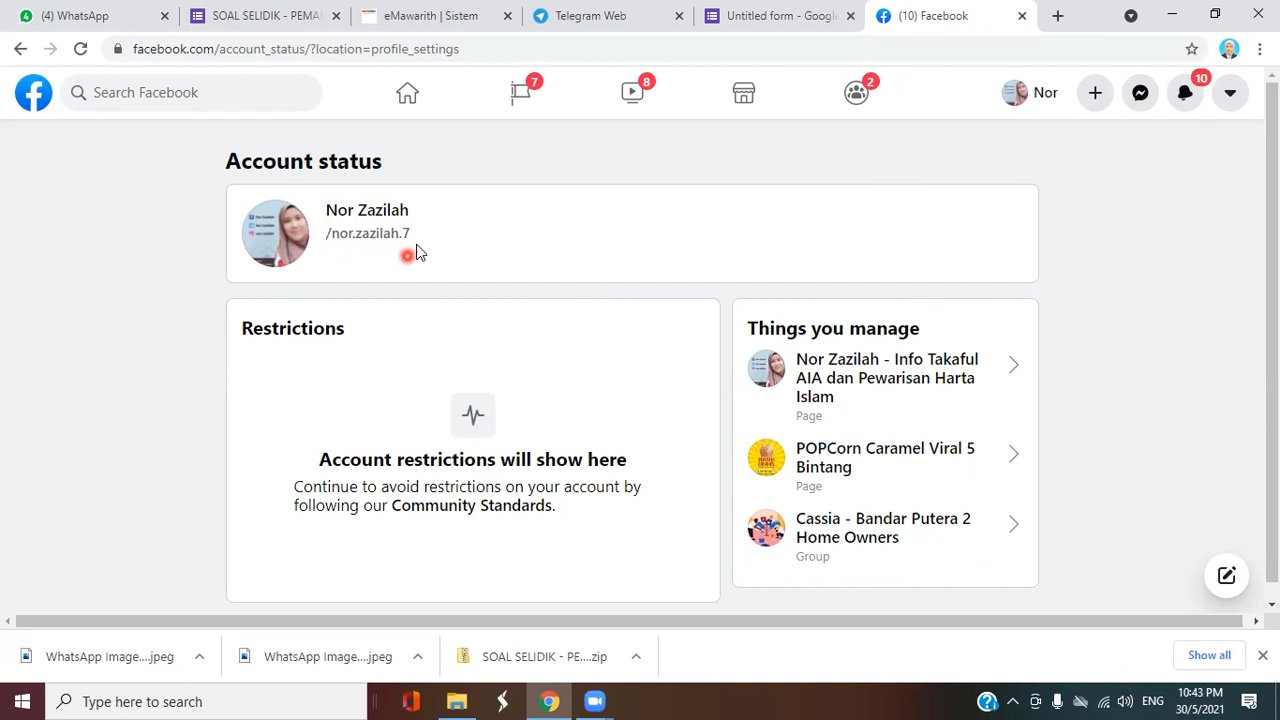 (4) WhatsApp
SOAL SELIDIK - PEMA
eMawarith | Sistem
Telegram Web
Untitled form - Google
(10) Facebook
facebook.com/account_status/?location=profile_settings
Search Facebook
7
8
2
Nor
10
Account status
Nor Zazilah
/nor.zazilah.7
Restrictions
Account restrictions will show here
Continue to avoid restrictions on your account by
following our Community Standards.
Things you manage
Nor Zazilah - Info Takaful
AIA dan Pewarisan Harta
Islam
Page
POPCorn Caramel Viral 5
Bintang
Page
Cassia - Bandar Putera 2
Home Owners
Group
WhatsApp Image....jpeg
WhatsApp Image....jpeg
SOAL SELIDIK - PE....zip
Show all
Type here to search
ENG
10:43 PM
30/5/2021